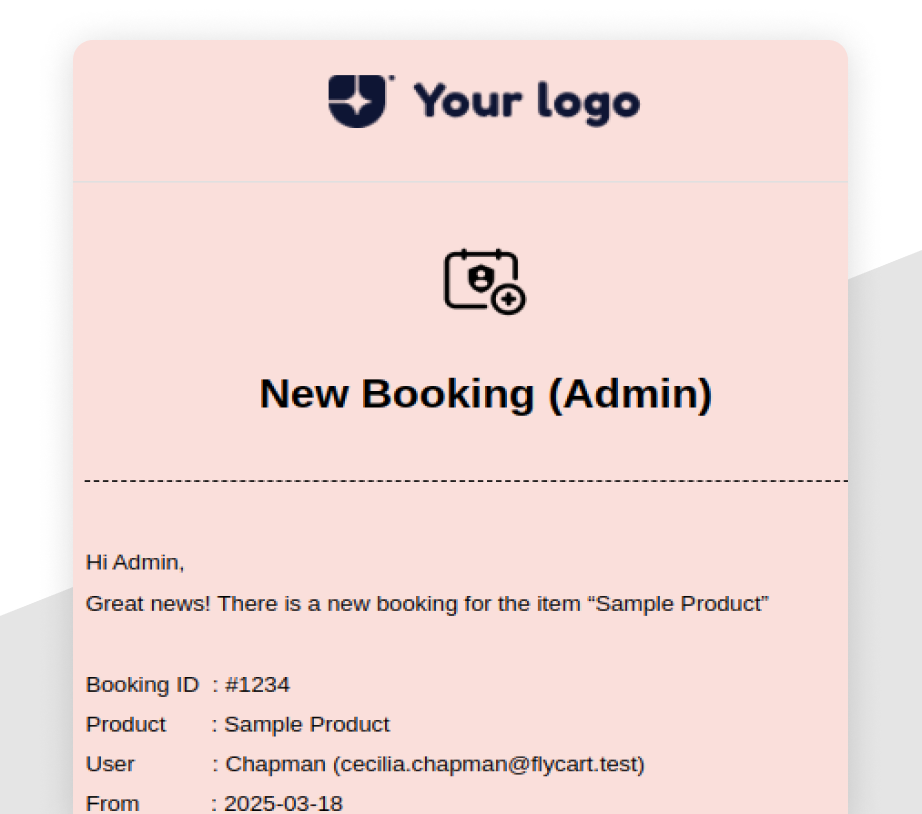 Your logo
New Booking (Admin)
Hi Admin,
Great news! There is a new booking for the item “Sample Product”
Booking ID : #1234
Product : Sample Product
User : Chapman (cecilia.chapman@flycart.test)
From : 2025-03-18